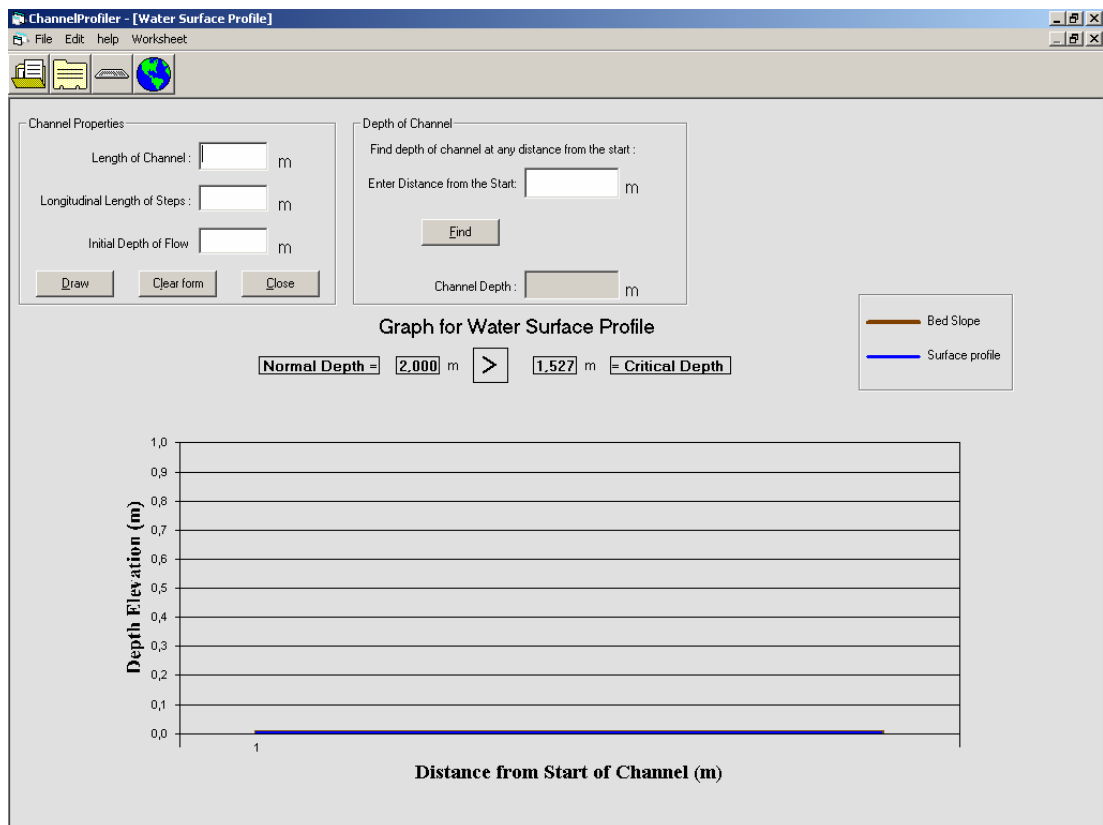 ChannelProfiler - [Water Surface Profile]
File Edit help Worksheet
Channel Properties
Length of Channel : m
Longitudinal Length of Steps : m
Initial Depth of Flow m
Draw Clear form Close
Depth of Channel
Find depth of channel at any distance from the start :
Enter Distance from the Start: m
Find
Channel Depth : m
Graph for Water Surface Profile
Normal Depth = 2,000 m > 1,527 m = Critical Depth
Bed Slope
Surface profile
Depth Elevation (m)
1,0
0,9
0,8
0,7
0,6
0,5
0,4
0,3
0,2
0,1
0,0
1
Distance from Start of Channel (m)